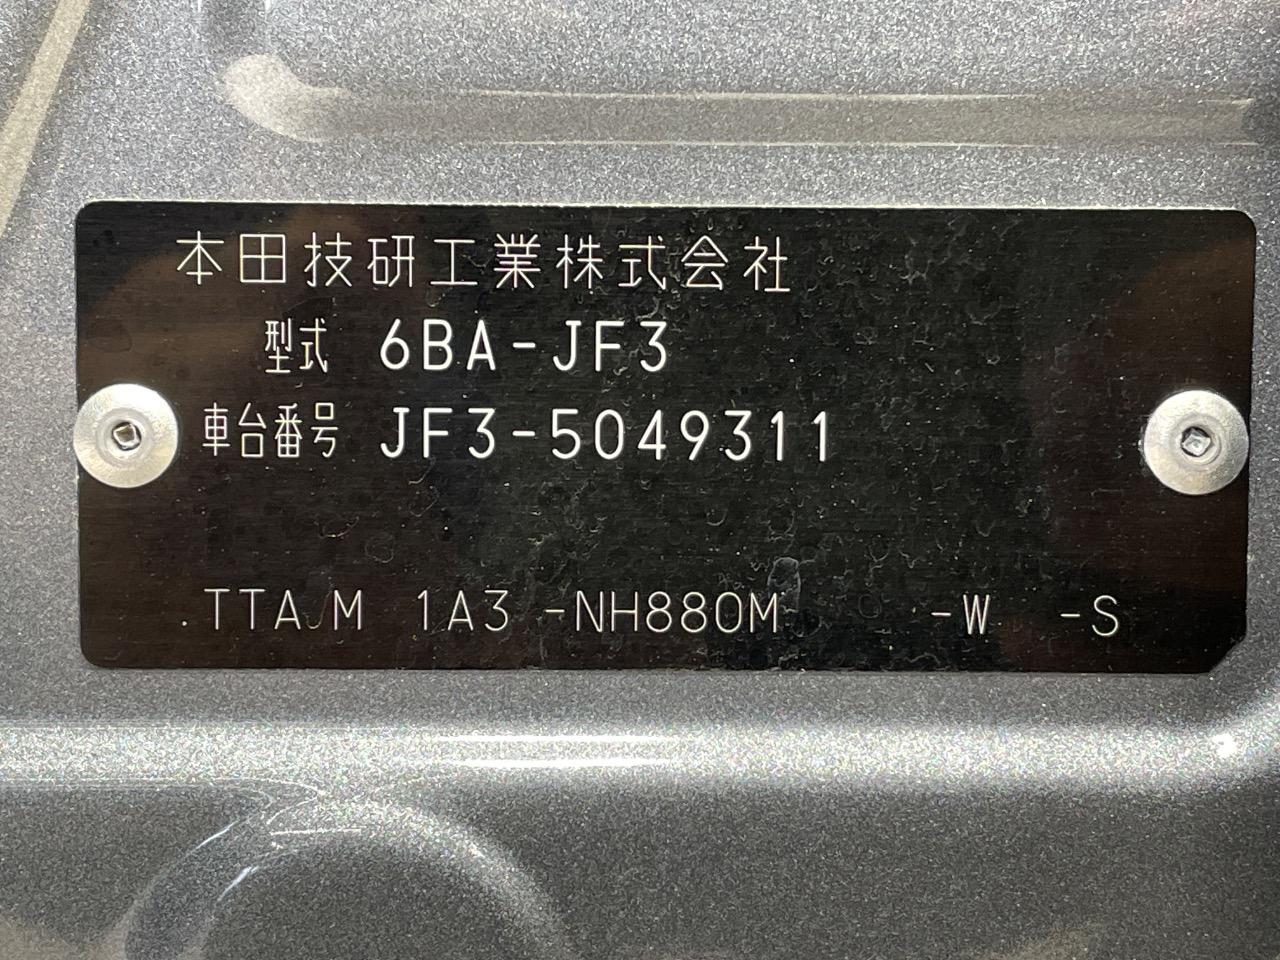 本田技研工業株式会社
型式 6BA-JF3
車台番号 JF3-5049311
TTA M 1A3 -NH880M -W -S